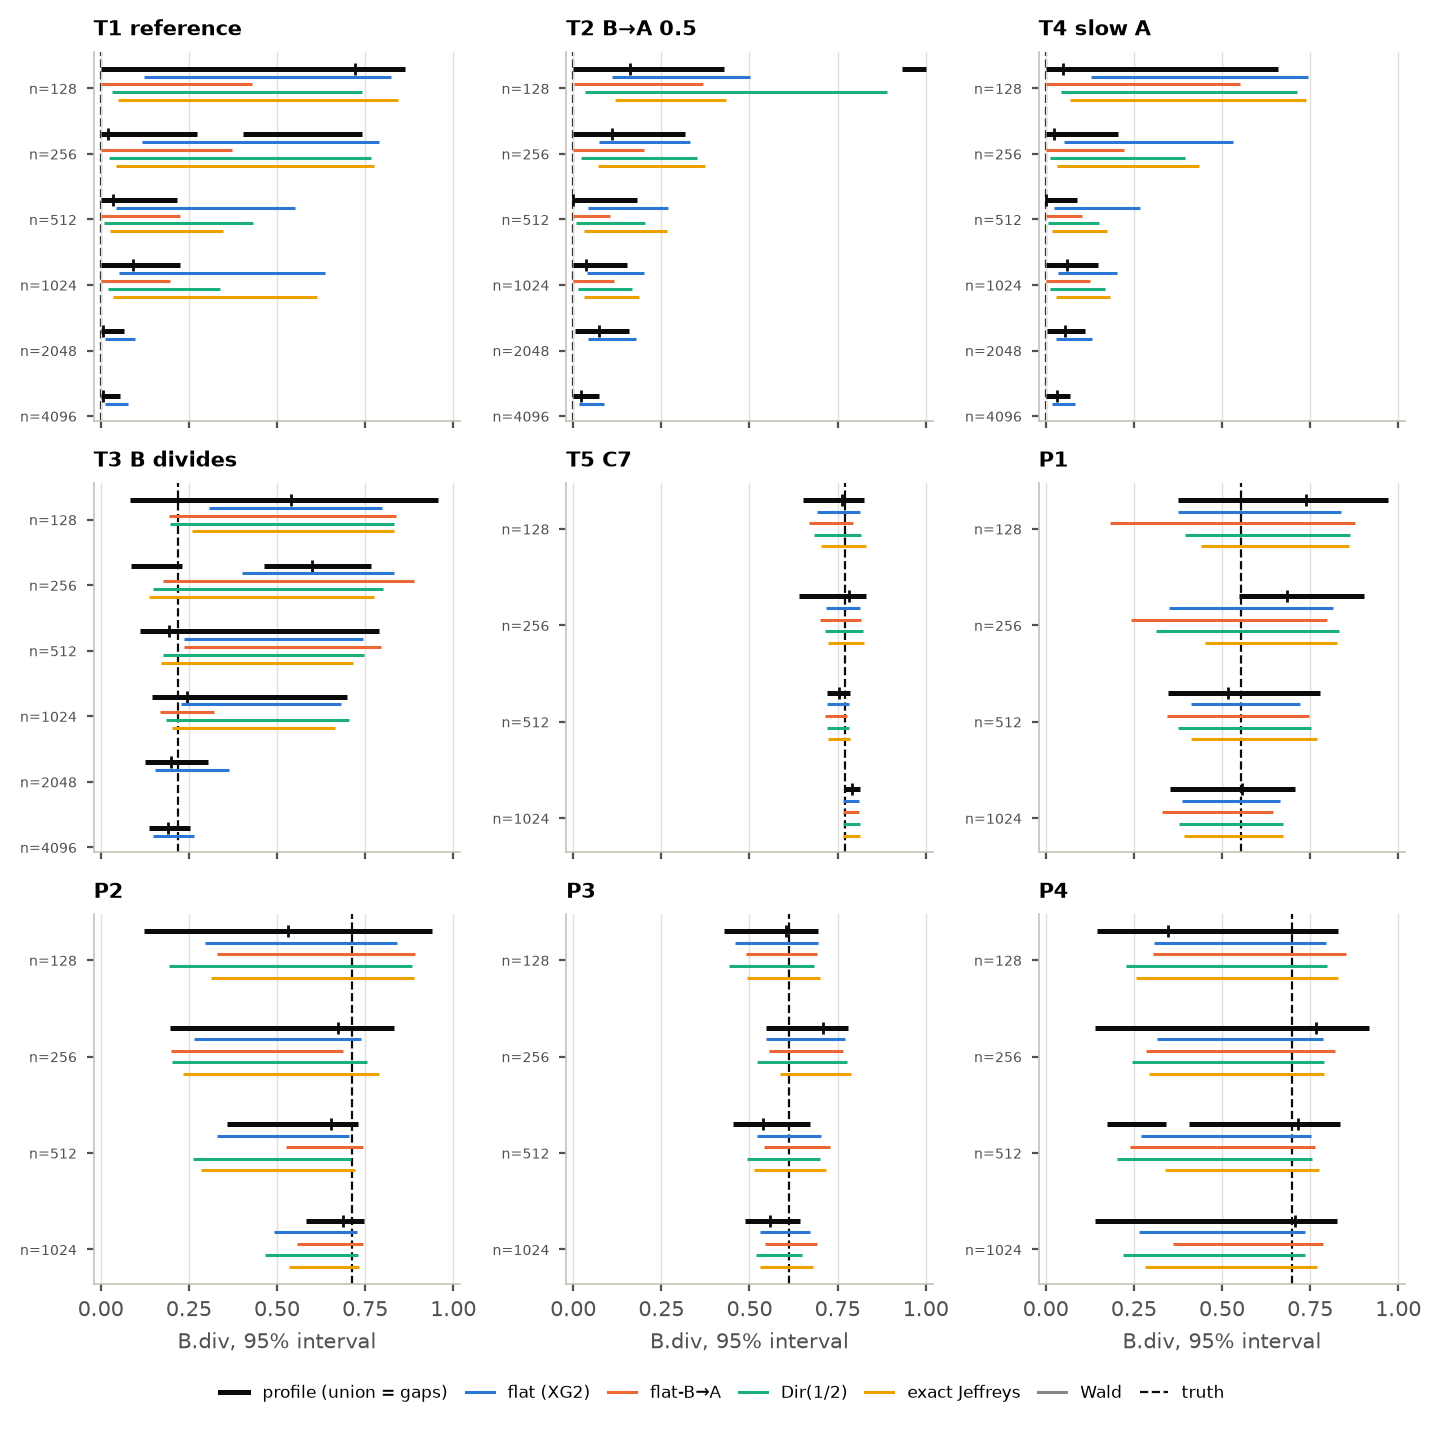 T1 reference
T2 B→A 0.5
T4 slow A
n=128
n=256
n=512
n=1024
n=2048
n=4096
n=128
n=256
n=512
n=1024
n=2048
n=4096
n=128
n=256
n=512
n=1024
n=2048
n=4096
T3 B divides
T5 C7
P1
n=128
n=256
n=512
n=1024
n=2048
n=4096
n=128
n=256
n=512
n=1024
n=128
n=256
n=512
n=1024
P2
P3
P4
n=128
n=256
n=512
n=1024
n=128
n=256
n=512
n=1024
n=128
n=256
n=512
n=1024
0.00 0.25 0.50 0.75 1.00
0.00 0.25 0.50 0.75 1.00
0.00 0.25 0.50 0.75 1.00
B.div, 95% interval
B.div, 95% interval
B.div, 95% interval
profile (union = gaps) flat (XG2) flat-B→A Dir(1/2) exact Jeffreys Wald truth